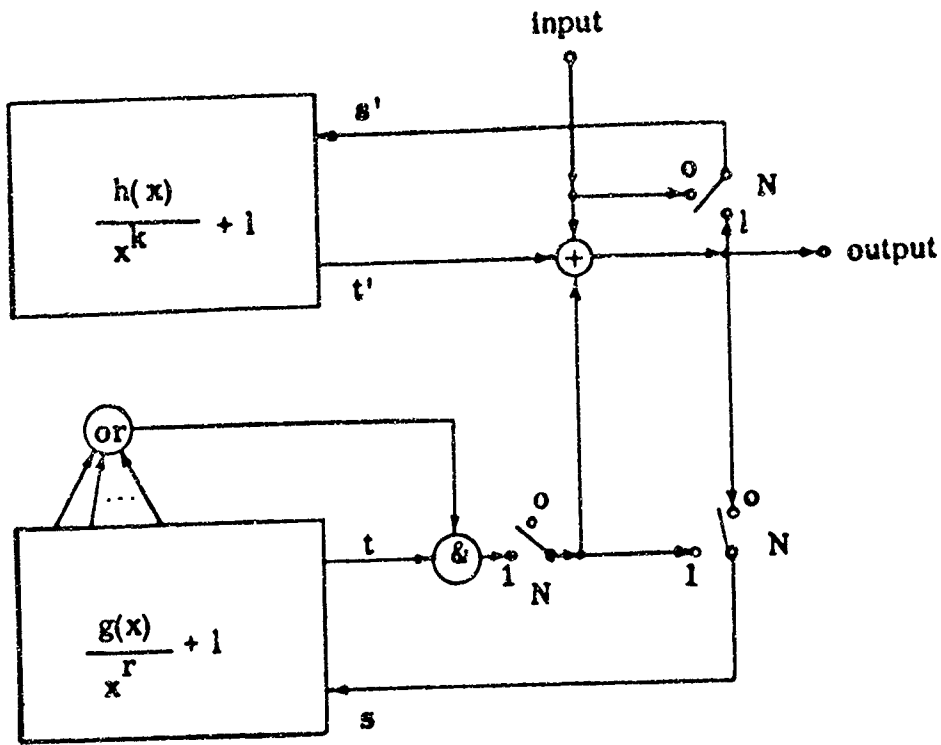 input
s'
h(x)
x^k
+ 1
o
N
1
+
output
t'
or
...
o
o
t
&
1
N
1
N
g(x)
x^r
+ 1
s